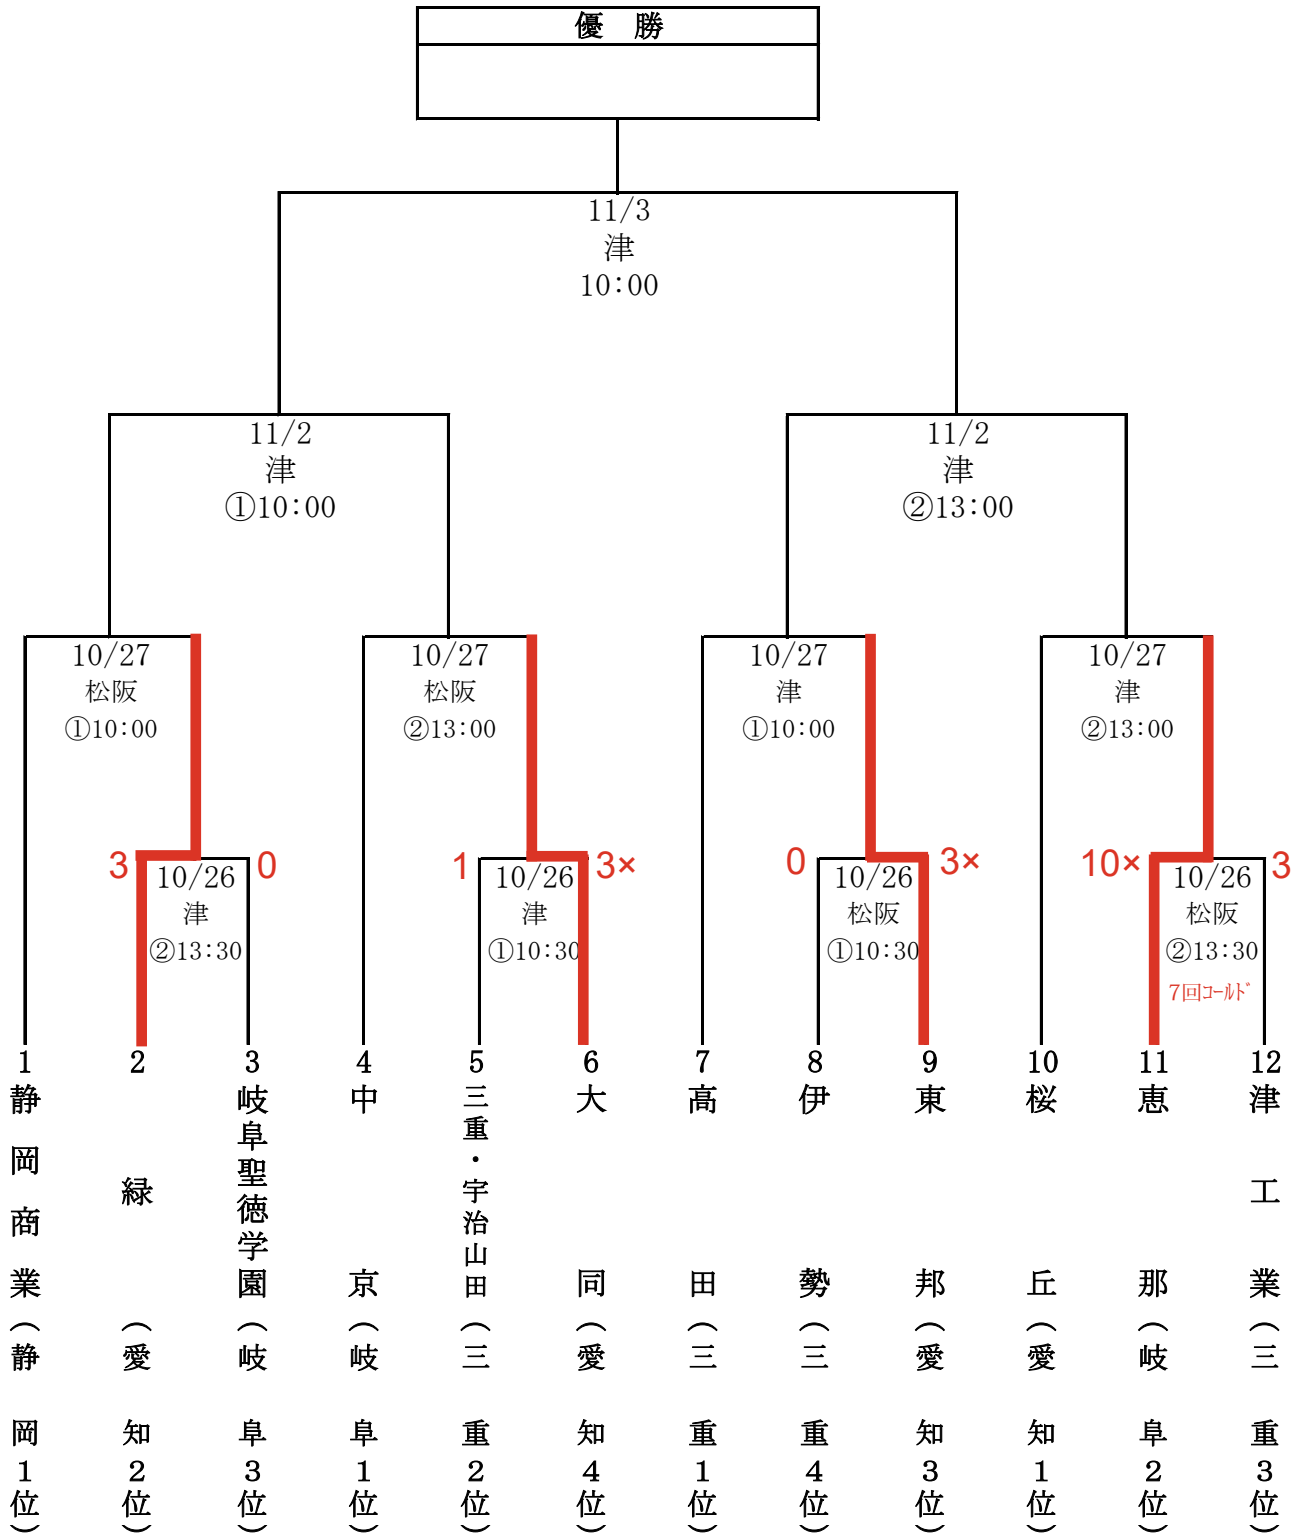 優　勝
11/3
津
10:00
11/2
津
①10:00
11/2
津
②13:00
10/27
松阪
①10:00
10/27
松阪
②13:00
10/27
津
①10:00
10/27
津
②13:00
3
10/26
津
②13:30
0
1
10/26
津
①10:30
3×
0
10/26
松阪
①10:30
3×
10×
10/26
松阪
②13:30
7回ｺｰﾙﾄﾞ
3
1
静岡商業（静岡1位）
2
緑（愛知2位）
3
岐阜聖徳学園（岐阜3位）
4
中京（岐阜1位）
5
三重・宇治山田（三重2位）
6
大同（愛知4位）
7
高田（三重1位）
8
伊勢（三重4位）
9
東邦（愛知3位）
10
桜丘（愛知1位）
11
恵那（岐阜2位）
12
津工業（三重3位）